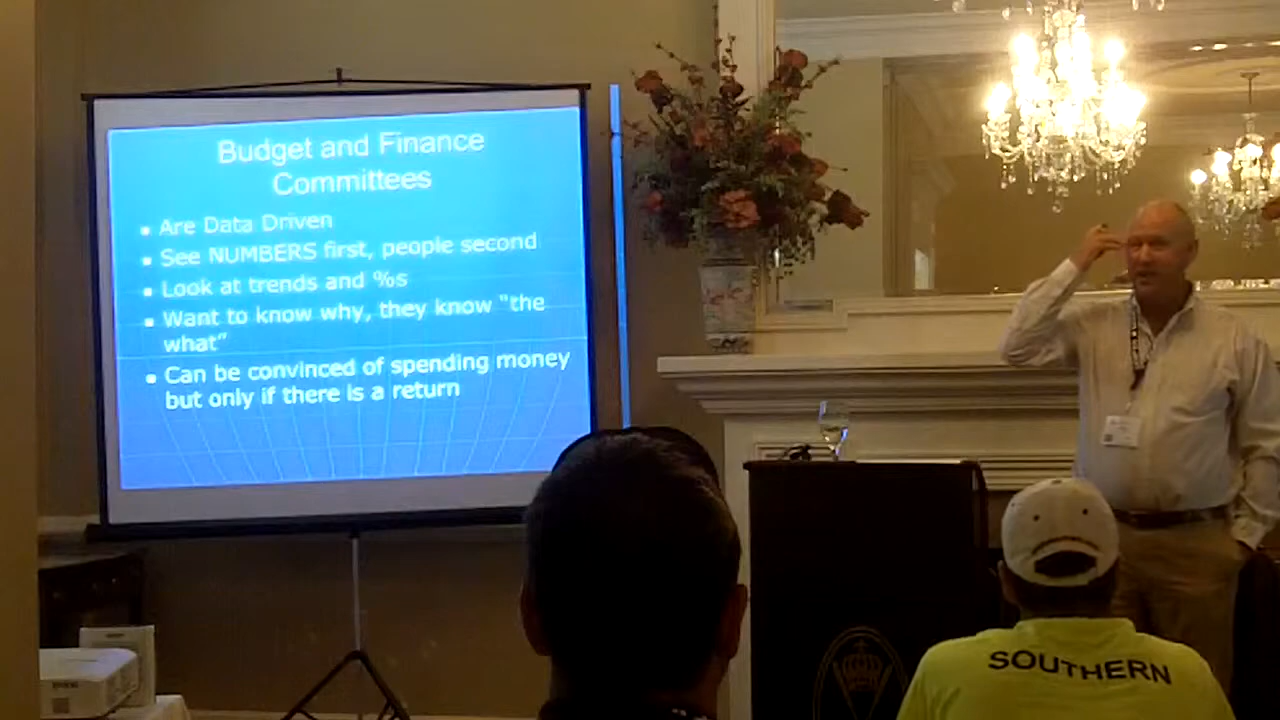 Budget and Finance
Committees
Are Data Driven
See NUMBERS first, people second
Look at trends and %s
Want to know why, they know "the
what"
Can be convinced of spending money
but only if there is a return
SOUTHERN